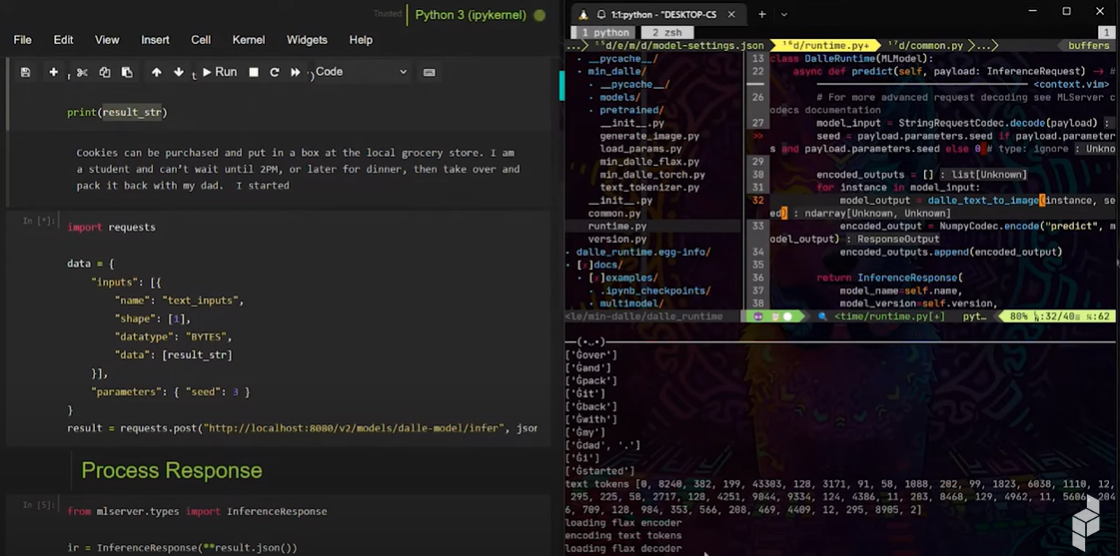 Trusted
Python 3 (ipykernel)
File Edit View Insert Cell Kernel Widgets Help
Run
Code
print(result_str)
Cookies can be purchased and put in a box at the local grocery store. I am
a student and can't wait until 2PM, or later for dinner, then take over and
pack it back with my dad. I started
In [*]:
import requests
data = {
"inputs": [{
"name": "text_inputs",
"shape": [1],
"datatype": "BYTES",
"data": [result_str]
}],
"parameters": { "seed": 3 }
}
result = requests.post("http://localhost:8080/v2/models/dalle-model/infer", json
Process Response
In [5]:
from mlserver.types import InferenceResponse
ir = InferenceResponse(**result.json())
1:1:python - "DESKTOP-CS
1 python 2 zsh 1
...〉 ¹⁵d/e/m/d/model-settings.json ¹⁶d/runtime.py+ ¹⁷d/common.py 〉...〉 buffers
__pycache__/
min_dalle/
__pycache__/
models/
pretrained/
__init__.py
generate_image.py
load_params.py
min_dalle_flax.py
min_dalle_torch.py
text_tokenizer.py
__init__.py
common.py
runtime.py
version.py
dalle_runtime.egg-info/
docs/
examples/
.ipynb_checkpoints/
multimodel/
<le/min-dalle/dalle_runtime
13 class DalleRuntime(MLModel):
22 async def predict(self, payload: InferenceRequest) -> #
<context.vim>
26 # For more advanced request decoding see MLServer c
odecs documentation
27 model_input = StringRequestCodec.decode(payload) :
>> seed = payload.parameters.seed if payload.parameter
s and payload.parameters.seed else 0 # type: ignore : Unkno
29
30 encoded_outputs = [] : list[Unknown]
31 for instance in model_input:
32 model_output = dalle_text_to_image(instance, se
ed) : ndarray[Unknown, Unknown]
33 encoded_output = NumpyCodec.encode("predict", m
odel_output) : ResponseOutput
34 encoded_outputs.append(encoded_output)
35
36 return InferenceResponse(
37 model_name=self.name,
38 model_version=self.version,
<time/runtime.py[+] pyt… 80% :32/40 :62
['Ġover']
['Ġand']
['Ġpack']
['Ġit']
['Ġback']
['Ġwith']
['Ġmy']
['Ġdad', '.']
['Ġi']
['Ġstarted']
text tokens [0, 8240, 382, 199, 43303, 128, 3171, 91, 58, 1088, 202, 99, 1823, 6038, 1110, 12,
295, 225, 58, 2717, 128, 4251, 9044, 9334, 124, 4386, 11, 283, 8468, 129, 4962, 11, 5606, 204
6, 709, 128, 984, 353, 566, 208, 469, 4409, 12, 295, 8905, 2]
loading flax encoder
encoding text tokens
loading flax decoder